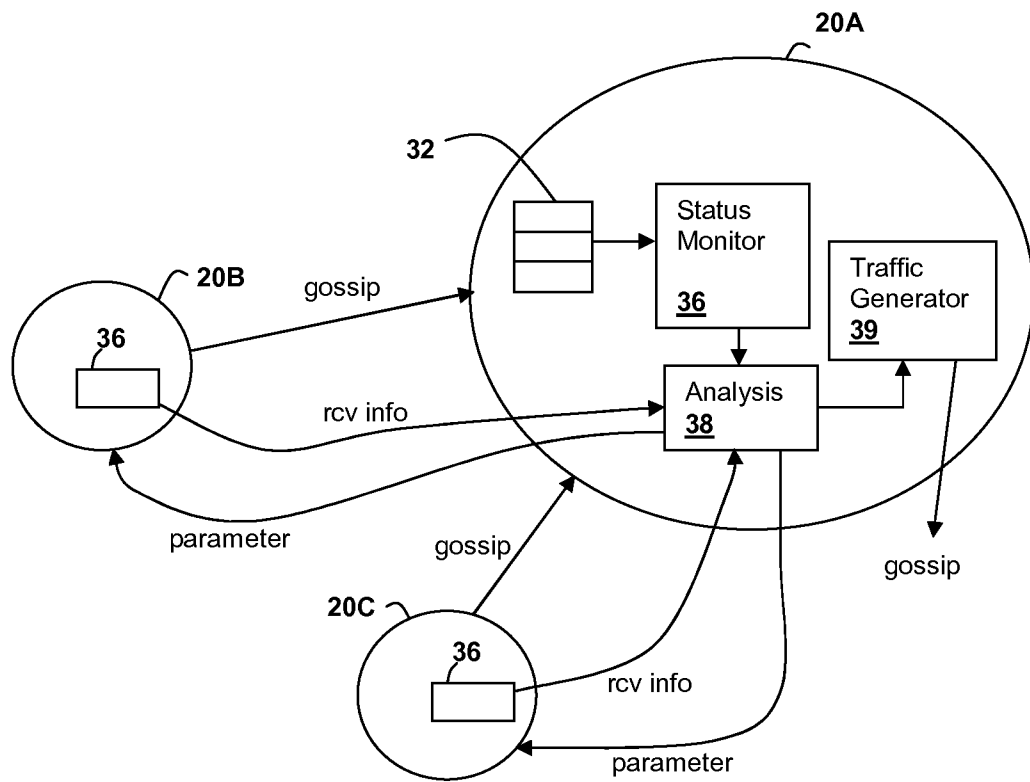 20A
32
Status
Monitor
36
Traffic
Generator
39
20B
gossip
36
rcv info
Analysis
38
parameter
gossip
gossip
20C
36
rcv info
parameter